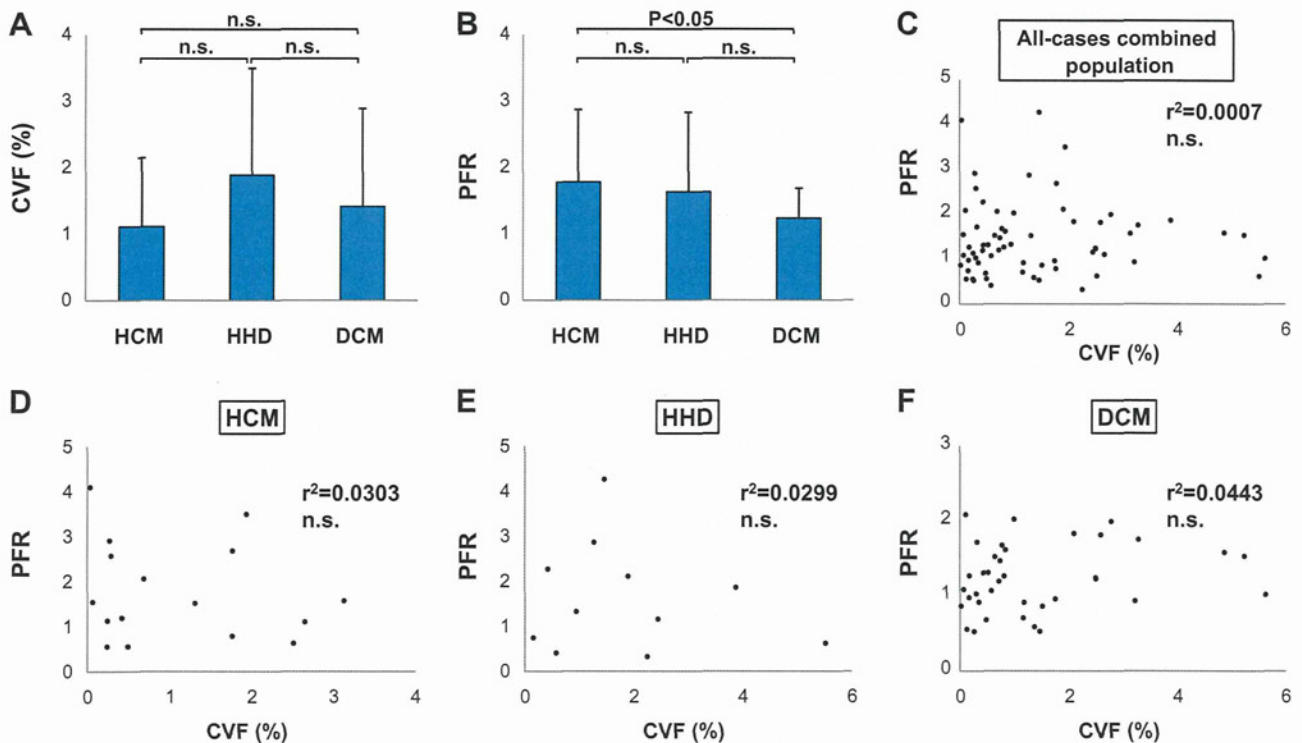 A
n.s.
n.s.
n.s.
CVF (%)
4
3
2
1
0
HCM HHD DCM
B
P<0.05
n.s.
n.s.
PFR
4
3
2
1
0
HCM HHD DCM
C
All-cases combined
population
r²=0.0007
n.s.
PFR
5
4
3
2
1
0
0 2 4 6
CVF (%)
D
HCM
r²=0.0303
n.s.
PFR
5
4
3
2
1
0
0 1 2 3 4
CVF (%)
E
HHD
r²=0.0299
n.s.
PFR
5
4
3
2
1
0
0 2 4 6
CVF (%)
F
DCM
r²=0.0443
n.s.
PFR
3
2
1
0
0 2 4 6
CVF (%)